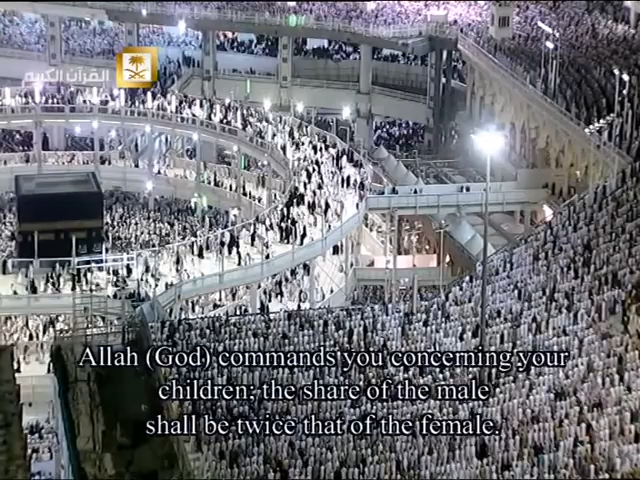 القرآن الكريم
Allah (God) commands you concerning your
children: the share of the male
shall be twice that of the female.